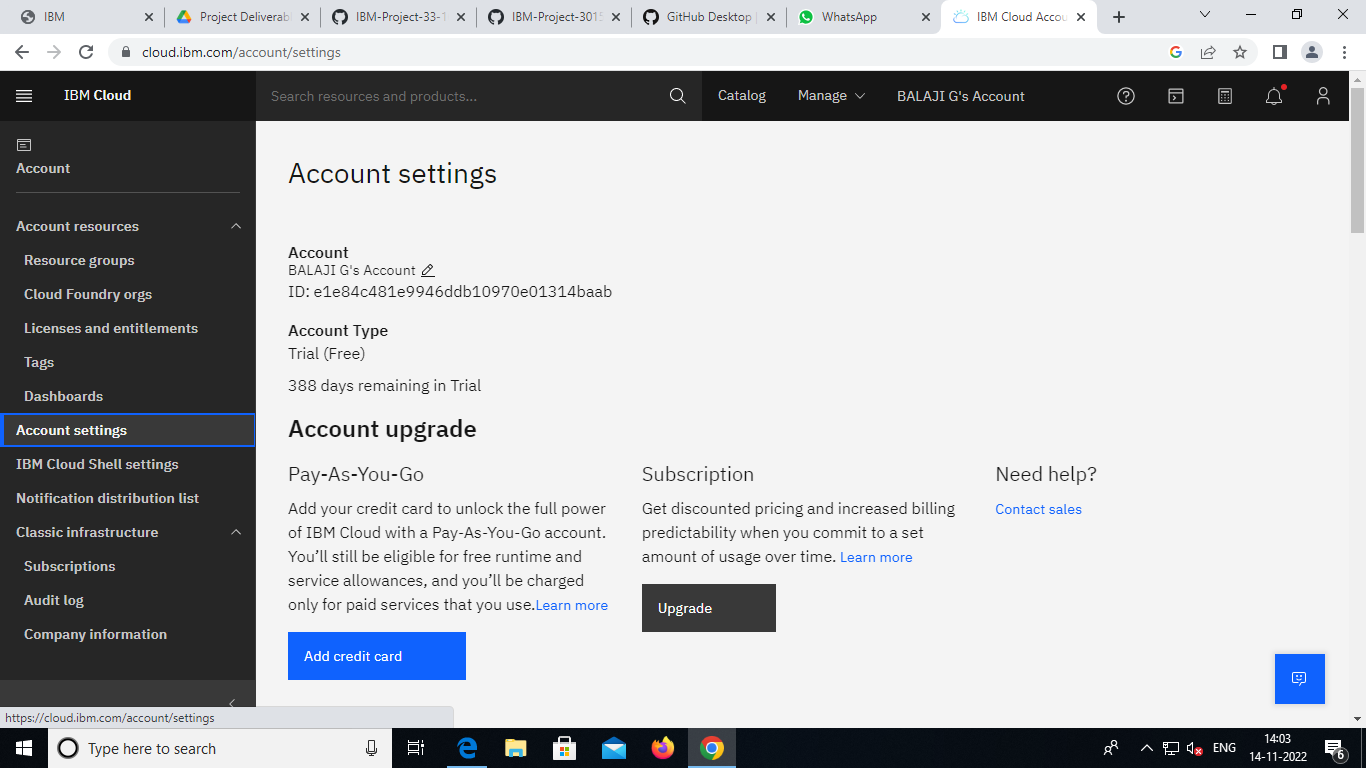 IBM
Project Deliverabl
IBM-Project-33-1
IBM-Project-3015
GitHub Desktop
WhatsApp
IBM Cloud Accou
cloud.ibm.com/account/settings
IBM Cloud
Search resources and products...
Catalog
Manage
BALAJI G's Account
Account
Account resources
Resource groups
Cloud Foundry orgs
Licenses and entitlements
Tags
Dashboards
Account settings
IBM Cloud Shell settings
Notification distribution list
Classic infrastructure
Subscriptions
Audit log
Company information
https://cloud.ibm.com/account/settings
Account settings
Account
BALAJI G's Account
ID: e1e84c481e9946ddb10970e01314baab
Account Type
Trial (Free)
388 days remaining in Trial
Account upgrade
Pay-As-You-Go
Add your credit card to unlock the full power
of IBM Cloud with a Pay-As-You-Go account.
You’ll still be eligible for free runtime and
service allowances, and you’ll be charged
only for paid services that you use.Learn more
Add credit card
Subscription
Get discounted pricing and increased billing
predictability when you commit to a set
amount of usage over time. Learn more
Upgrade
Need help?
Contact sales
Type here to search
ENG
14:03
14-11-2022
6